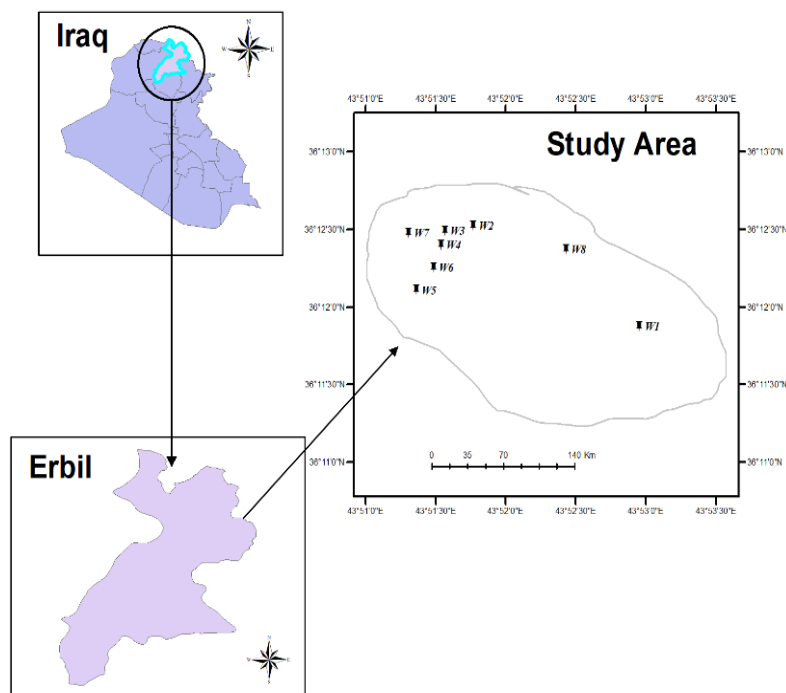 Iraq
N
W
E
S
Erbil
N
W
E
S
Study Area
43°51'0"E 43°51'30"E 43°52'0"E 43°52'30"E 43°53'0"E 43°53'30"E
36°13'0"N 36°13'0"N
36°12'30"N 36°12'30"N
36°12'0"N 36°12'0"N
36°11'30"N 36°11'30"N
36°11'0"N 36°11'0"N
W7
W3
W2
W4
W8
W6
W5
W1
0 35 70 140 Km
43°51'0"E 43°51'30"E 43°52'0"E 43°52'30"E 43°53'0"E 43°53'30"E